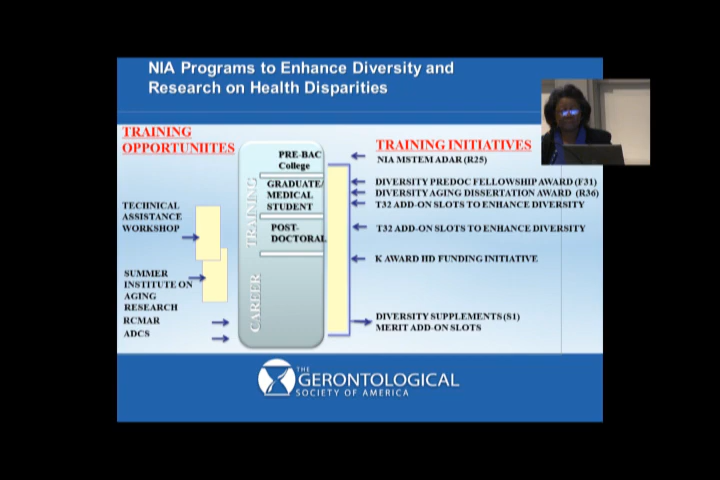 NIA Programs to Enhance Diversity and
Research on Health Disparities
TRAINING
OPPORTUNIITES
TECHNICAL
ASSISTANCE
WORKSHOP
SUMMER
INSTITUTE ON
AGING
RESEARCH
RCMAR
ADCS
TRAINING
CAREER
PRE-BAC
College
GRADUATE/
MEDICAL
STUDENT
POST-
DOCTORAL
TRAINING INITIATIVES
NIA MSTEM ADAR (R25)
DIVERSITY PREDOC FELLOWSHIP AWARD (F31)
DIVERSITY AGING DISSERTATION AWARD (R36)
T32 ADD-ON SLOTS TO ENHANCE DIVERSITY
T32 ADD-ON SLOTS TO ENHANCE DIVERSITY
K AWARD HD FUNDING INITIATIVE
DIVERSITY SUPPLEMENTS (S1)
MERIT ADD-ON SLOTS
THE
GERONTOLOGICAL
SOCIETY OF AMERICA